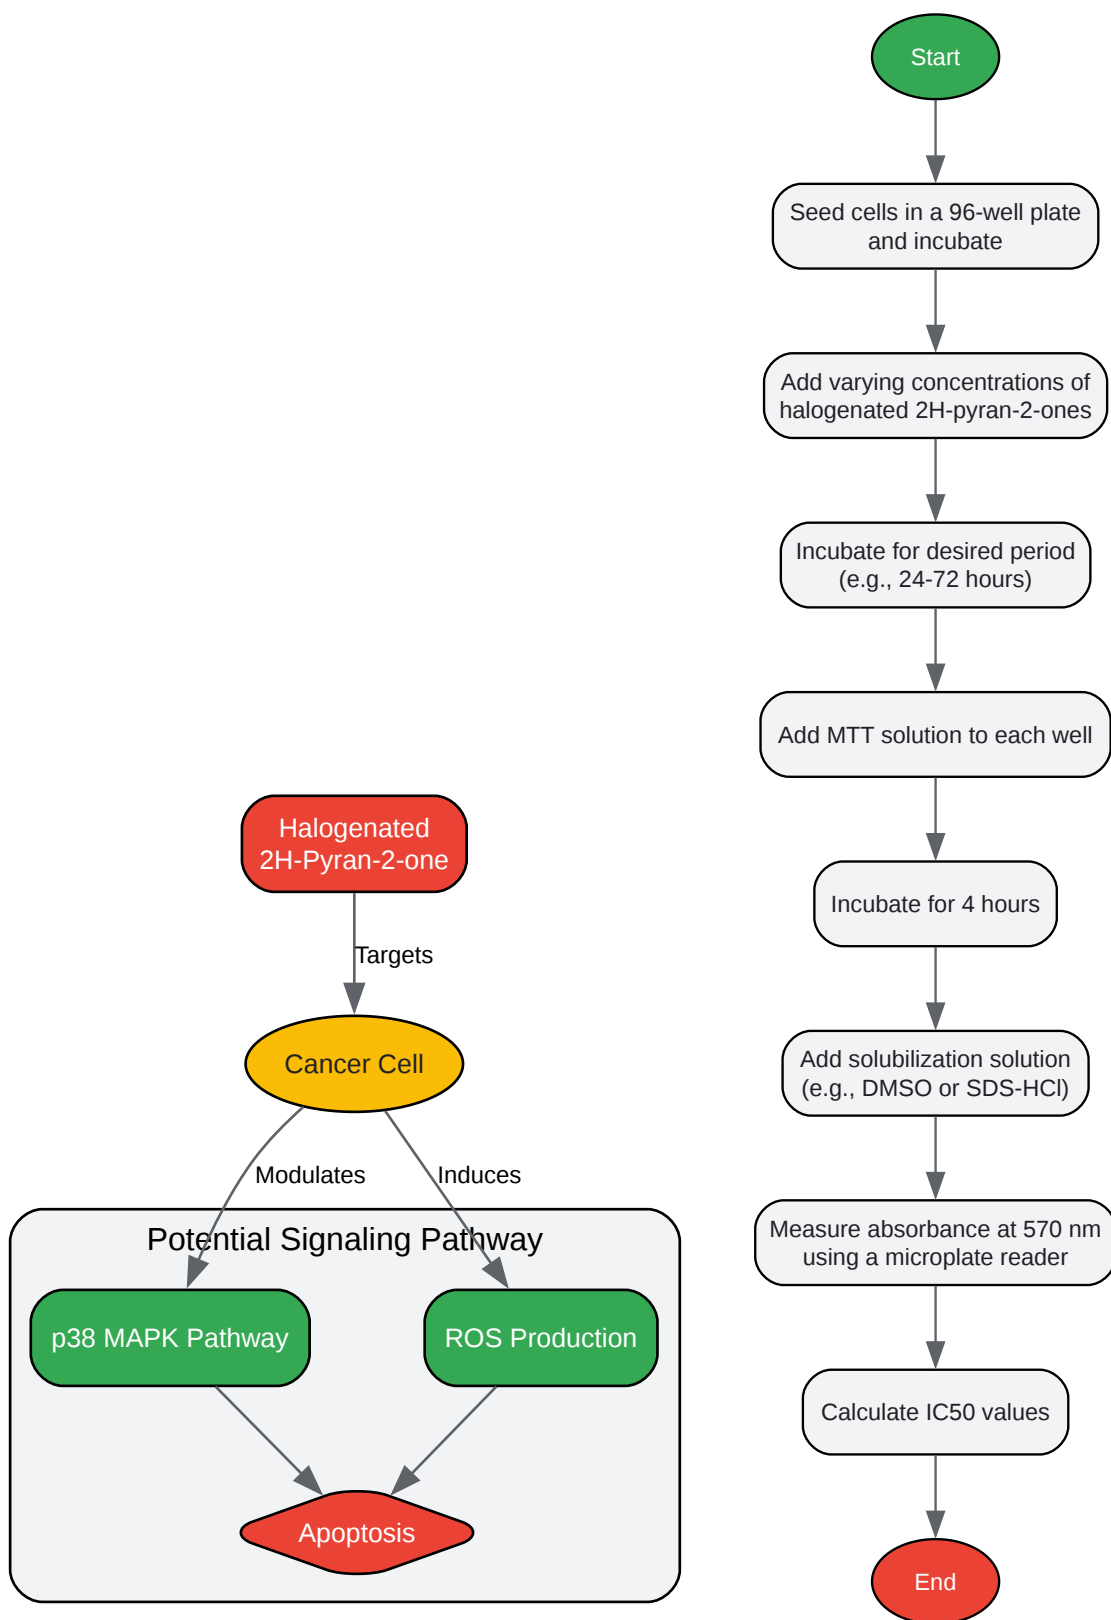 Start
Seed cells in a 96-well plate
and incubate
Add varying concentrations of
halogenated 2H-pyran-2-ones
Incubate for desired period
(e.g., 24-72 hours)
Add MTT solution to each well
Incubate for 4 hours
Add solubilization solution
(e.g., DMSO or SDS-HCl)
Measure absorbance at 570 nm
using a microplate reader
Calculate IC50 values
End
Halogenated
2H-Pyran-2-one
Targets
Cancer Cell
Modulates
Induces
Potential Signaling Pathway
p38 MAPK Pathway
ROS Production
Apoptosis